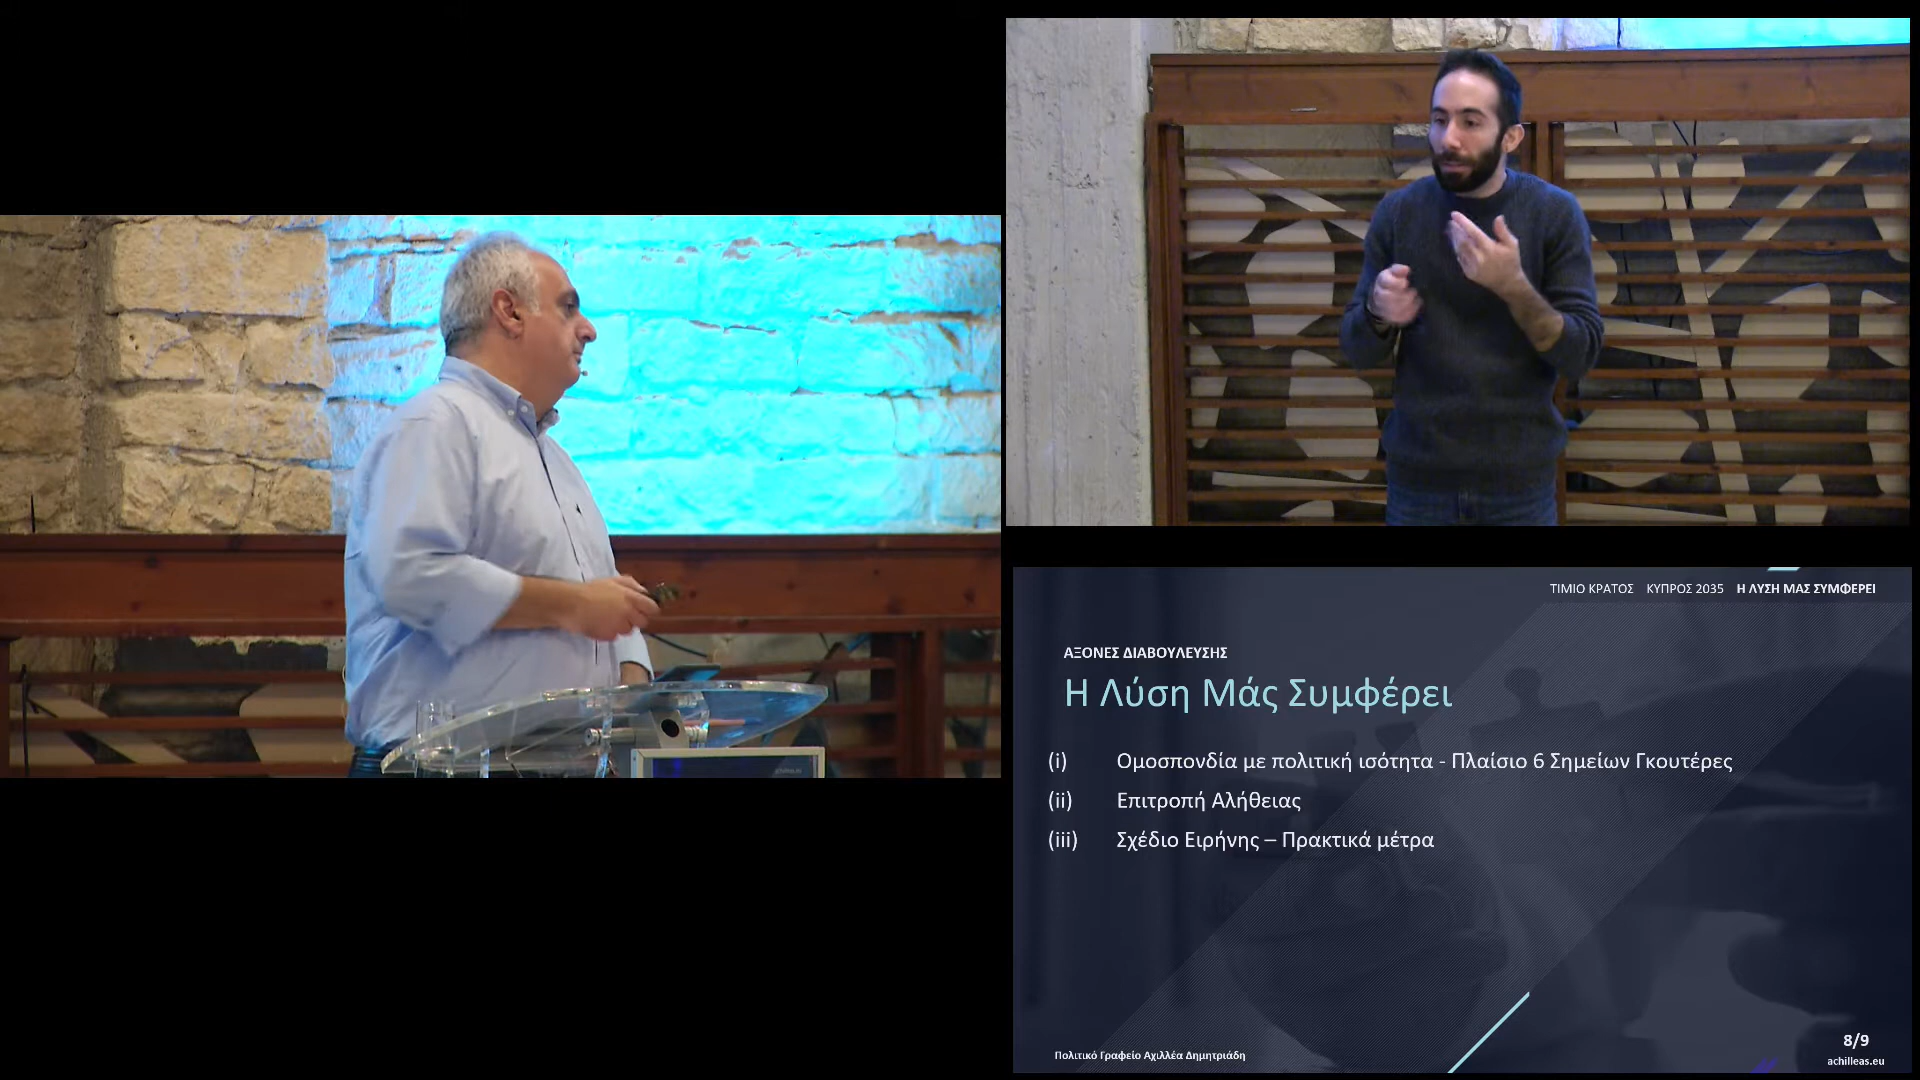 ΤΙΜΙΟ ΚΡΑΤΟΣ ΚΥΠΡΟΣ 2035 Η ΛΥΣΗ ΜΑΣ ΣΥΜΦΕΡΕΙ
ΑΞΟΝΕΣ ΔΙΑΒΟΥΛΕΥΣΗΣ
Η Λύση Μάς Συμφέρει
(i) Ομοσπονδία με πολιτική ισότητα - Πλαίσιο 6 Σημείων Γκουτέρες
(ii) Επιτροπή Αλήθειας
(iii) Σχέδιο Ειρήνης – Πρακτικά μέτρα
8/9
Πολιτικό Γραφείο Αχιλλέα Δημητριάδη
achilleas.eu